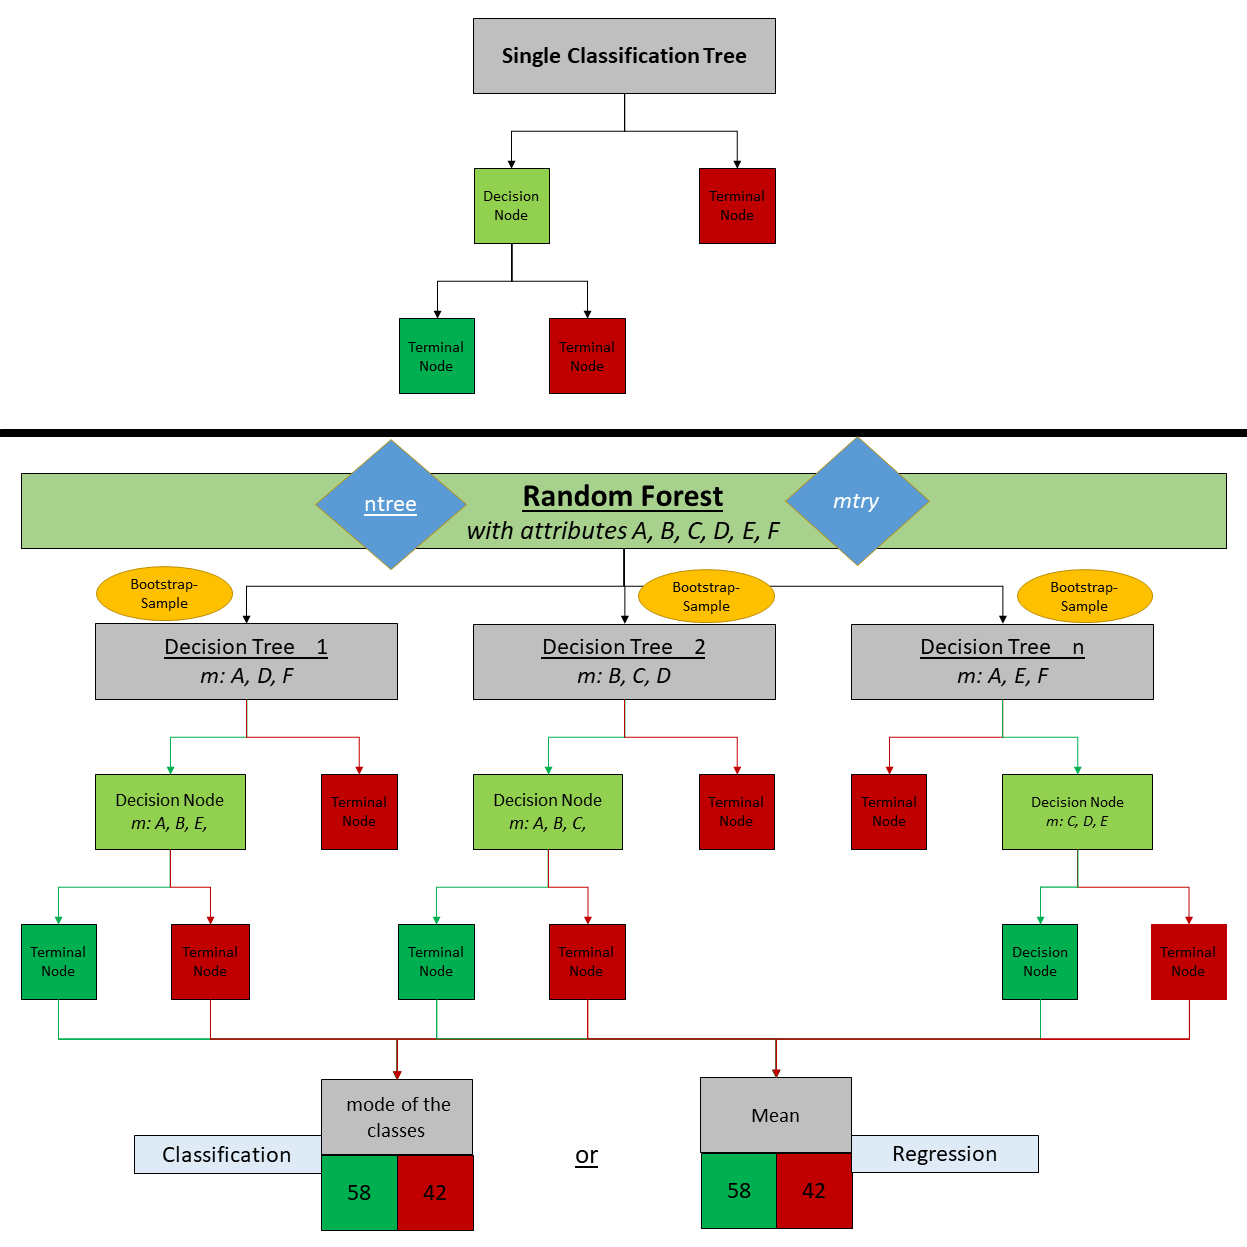 Single Classification Tree
Decision
Node
Terminal
Node
Terminal
Node
Terminal
Node
ntree
Random Forest
with attributes A, B, C, D, E, F
mtry
Bootstrap-
Sample
Bootstrap-
Sample
Bootstrap-
Sample
Decision Tree 1
m: A, D, F
Decision Tree 2
m: B, C, D
Decision Tree n
m: A, E, F
Decision Node
m: A, B, E,
Terminal
Node
Decision Node
m: A, B, C,
Terminal
Node
Terminal
Node
Decision Node
m: C, D, E
Terminal
Node
Terminal
Node
Terminal
Node
Terminal
Node
Decision
Node
Terminal
Node
mode of the
classes
Classification
58 42
or
Mean
Regression
58 42